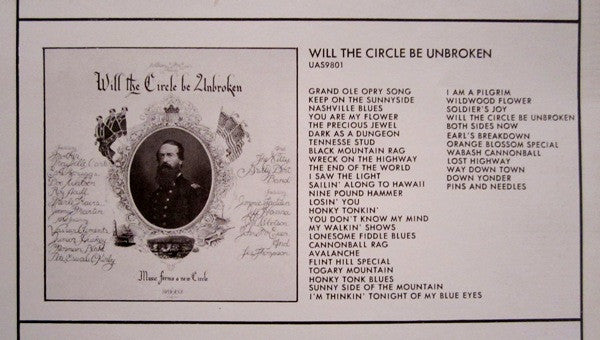 Will the Circle be Unbroken
Music forms a new Circle
WILL THE CIRCLE BE UNBROKEN
UAS9801
GRAND OLE OPRY SONG
KEEP ON THE SUNNYSIDE
NASHVILLE BLUES
YOU ARE MY FLOWER
THE PRECIOUS JEWEL
DARK AS A DUNGEON
TENNESSE STUD
BLACK MOUNTAIN RAG
WRECK ON THE HIGHWAY
THE END OF THE WORLD
I SAW THE LIGHT
SAILIN' ALONG TO HAWAII
NINE POUND HAMMER
LOSIN' YOU
HONKY TONKIN'
YOU DON'T KNOW MY MIND
MY WALKIN' SHOWS
LONESOME FIDDLE BLUES
CANNONBALL RAG
AVALANCHE
FLINT HILL SPECIAL
TOGARY MOUNTAIN
HONKY TONK BLUES
SUNNY SIDE OF THE MOUNTAIN
I'M THINKIN' TONIGHT OF MY BLUE EYES
I AM A PILGRIM
WILDWOOD FLOWER
SOLDIER'S JOY
WILL THE CIRCLE BE UNBROKEN
BOTH SIDES NOW
EARL'S BREAKDOWN
ORANGE BLOSSOM SPECIAL
WABASH CANNONBALL
LOST HIGHWAY
WAY DOWN TOWN
DOWN YONDER
PINS AND NEEDLES